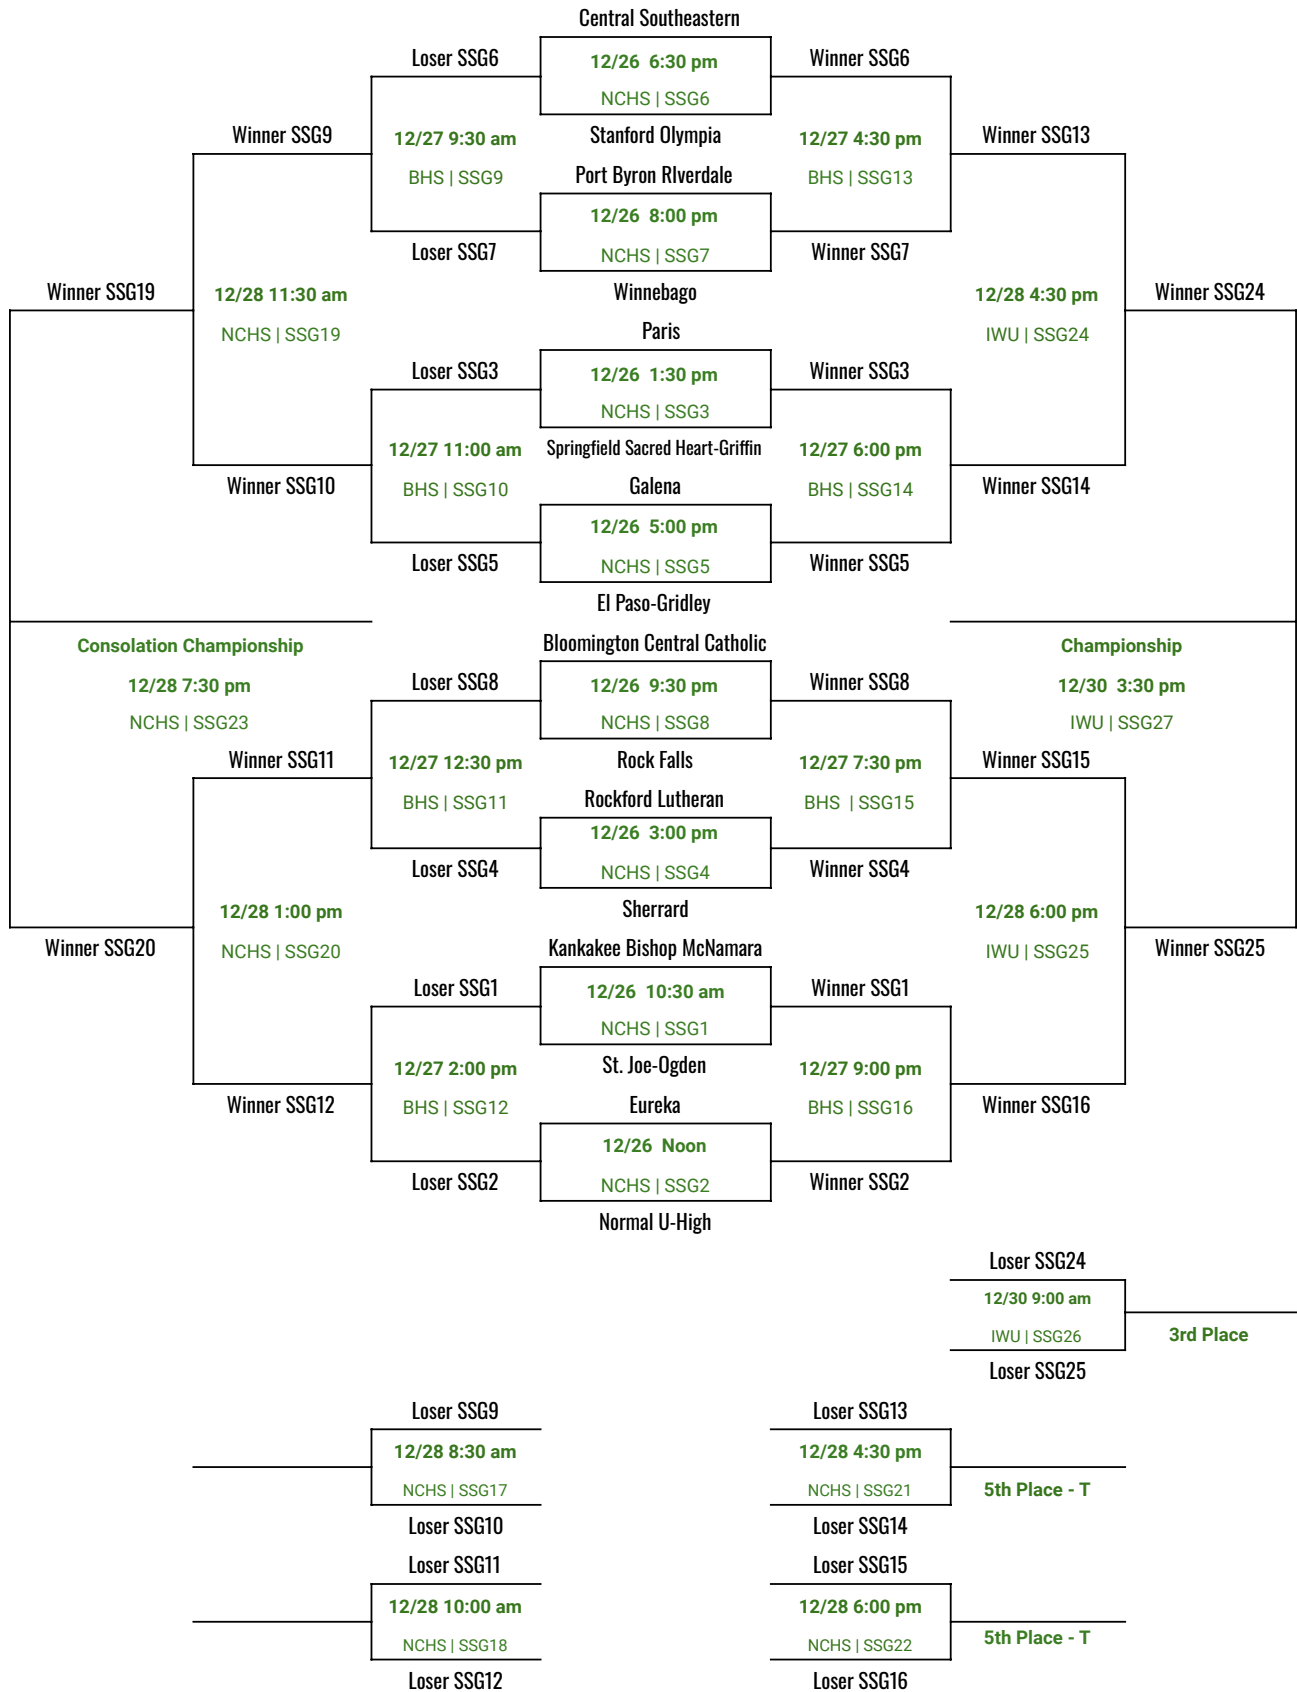 Central Southeastern
Loser SSG6
12/26 6:30 pm
Winner SSG6
NCHS | SSG6
Winner SSG9
12/27 9:30 am
Stanford Olympia
12/27 4:30 pm
Winner SSG13
BHS | SSG9
Port Byron RIverdale
BHS | SSG13
12/26 8:00 pm
Loser SSG7
NCHS | SSG7
Winner SSG7
Winner SSG19
12/28 11:30 am
Winnebago
12/28 4:30 pm
Winner SSG24
NCHS | SSG19
Paris
IWU | SSG24
Loser SSG3
12/26 1:30 pm
Winner SSG3
NCHS | SSG3
12/27 11:00 am
Springfield Sacred Heart-Griffin
12/27 6:00 pm
Winner SSG10
BHS | SSG10
Galena
BHS | SSG14
Winner SSG14
12/26 5:00 pm
Loser SSG5
NCHS | SSG5
Winner SSG5
El Paso-Gridley
Consolation Championship
Bloomington Central Catholic
Championship
12/28 7:30 pm
Loser SSG8
12/26 9:30 pm
Winner SSG8
12/30 3:30 pm
NCHS | SSG23
NCHS | SSG8
IWU | SSG27
Winner SSG11
12/27 12:30 pm
Rock Falls
12/27 7:30 pm
Winner SSG15
BHS | SSG11
Rockford Lutheran
BHS | SSG15
12/26 3:00 pm
Loser SSG4
NCHS | SSG4
Winner SSG4
12/28 1:00 pm
Sherrard
12/28 6:00 pm
Winner SSG20
NCHS | SSG20
Kankakee Bishop McNamara
IWU | SSG25
Winner SSG25
Loser SSG1
12/26 10:30 am
Winner SSG1
NCHS | SSG1
12/27 2:00 pm
St. Joe-Ogden
12/27 9:00 pm
Winner SSG12
BHS | SSG12
Eureka
BHS | SSG16
Winner SSG16
12/26 Noon
Loser SSG2
NCHS | SSG2
Winner SSG2
Normal U-High
Loser SSG24
12/30 9:00 am
IWU | SSG26
3rd Place
Loser SSG25
Loser SSG9
Loser SSG13
12/28 8:30 am
12/28 4:30 pm
NCHS | SSG17
NCHS | SSG21
5th Place - T
Loser SSG10
Loser SSG14
Loser SSG11
Loser SSG15
12/28 10:00 am
12/28 6:00 pm
NCHS | SSG18
NCHS | SSG22
5th Place - T
Loser SSG12
Loser SSG16